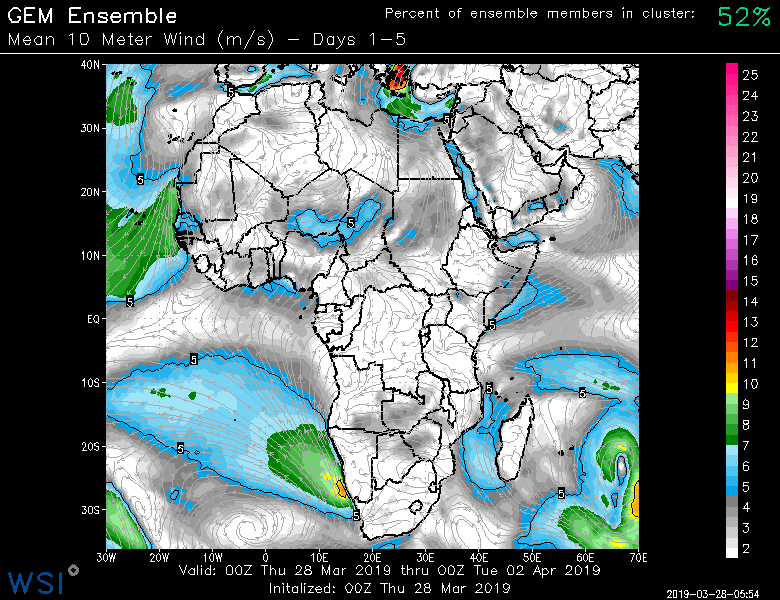 GEM Ensemble
Percent of ensemble members in cluster: 52%
Mean 10 Meter Wind (m/s) – Days 1–5
40N
30N
20N
10N
EQ
10S
20S
30S
30W 20W 10W 0 10E 20E 30E 40E 50E 60E 70E
5
5
5
5
5
5
5
5
5
5
5
5
5
25
24
23
22
21
20
19
18
17
16
15
14
13
12
11
10
9
8
7
6
5
4
3
2
Valid: 00Z Thu 28 Mar 2019 thru 00Z Tue 02 Apr 2019
Initalized: 00Z Thu 28 Mar 2019
WSI
2019-03-28-05:54